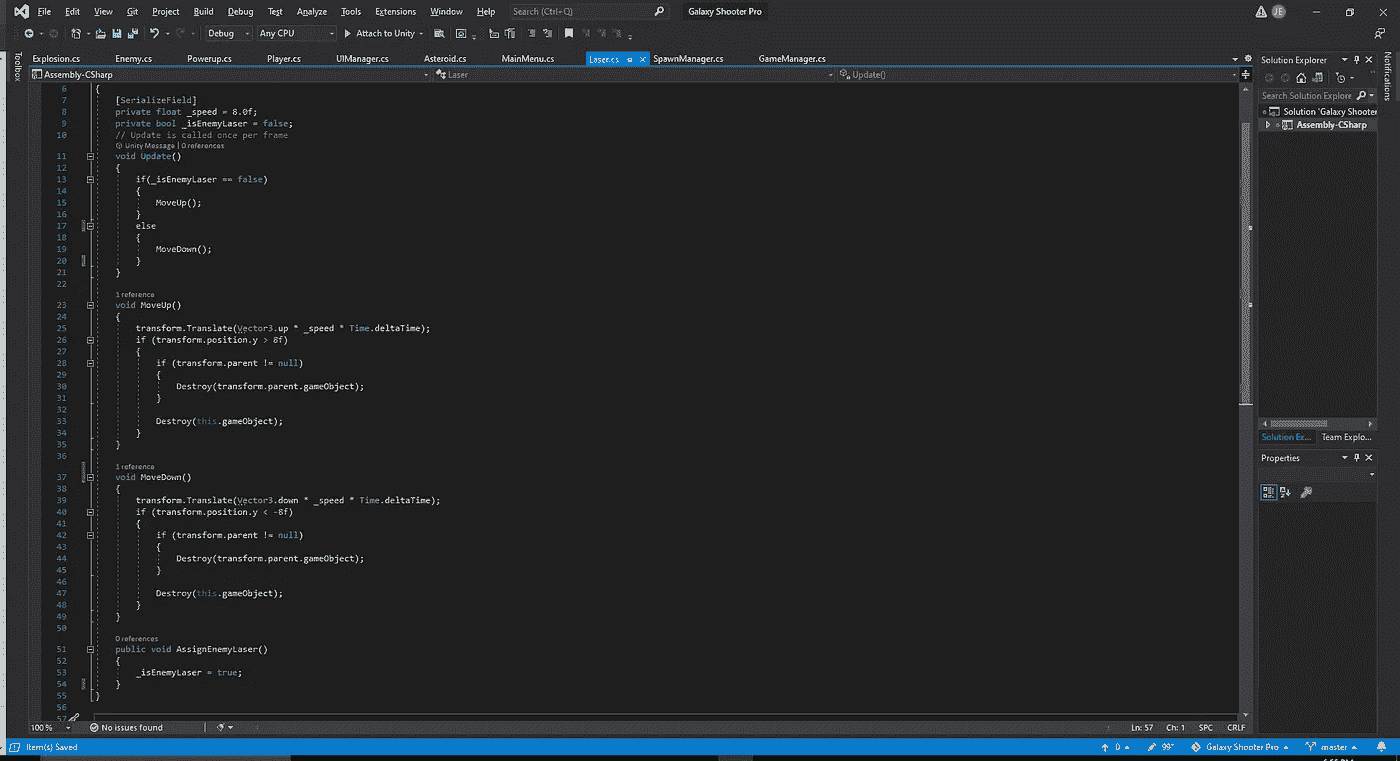 File Edit View Git Project Build Debug Test Analyze Tools Extensions Window Help Search (Ctrl+Q) Galaxy Shooter Pro JE
Debug Any CPU Attach to Unity
Explosion.cs Enemy.cs Powerup.cs Player.cs UIManager.cs Asteroid.cs MainMenu.cs Laser.cs SpawnManager.cs GameManager.cs
Toolbox
Assembly-CSharp Laser Update()
6 {
7 [SerializeField]
8 private float _speed = 8.0f;
9 private bool _isEnemyLaser = false;
10 // Update is called once per frame
Unity Message | 0 references
11 void Update()
12 {
13 if(_isEnemyLaser == false)
14 {
15 MoveUp();
16 }
17 else
18 {
19 MoveDown();
20 }
21 }
22
1 reference
23 void MoveUp()
24 {
25 transform.Translate(Vector3.up * _speed * Time.deltaTime);
26 if (transform.position.y > 8f)
27 {
28 if (transform.parent != null)
29 {
30 Destroy(transform.parent.gameObject);
31 }
32
33 Destroy(this.gameObject);
34 }
35 }
36
1 reference
37 void MoveDown()
38 {
39 transform.Translate(Vector3.down * _speed * Time.deltaTime);
40 if (transform.position.y < -8f)
41 {
42 if (transform.parent != null)
43 {
44 Destroy(transform.parent.gameObject);
45 }
46
47 Destroy(this.gameObject);
48 }
49 }
50
0 references
51 public void AssignEnemyLaser()
52 {
53 _isEnemyLaser = true;
54 }
55 }
56
57
100 % No issues found Ln: 57 Ch: 1 SPC CRLF
Solution Explorer
Search Solution Explore
Solution 'Galaxy Shooter
Assembly-CSharp
Solution Ex... Team Explo...
Properties
Notifications
Item(s) Saved 0 99+ Galaxy Shooter Pro master